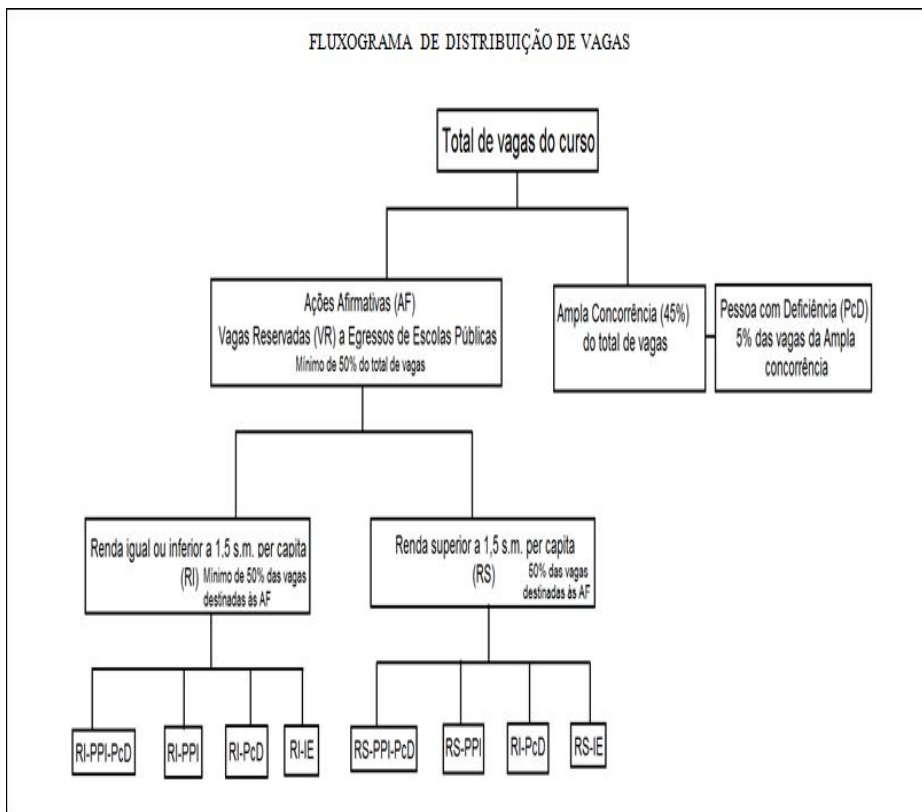 FLUXOGRAMA DE DISTRIBUIÇÃO DE VAGAS
Total de vagas do curso
Ações Afirmativas (AF)
Vagas Reservadas (VR) a Egressos de Escolas Públicas
Mínimo de 50% do total de vagas
Ampla Concorrência (45%)
do total de vagas
Pessoa com Deficiência (PcD)
5% das vagas da Ampla
concorrência
Renda igual ou inferior a 1.5 s.m. per capita
(RI) Mínimo de 50% das vagas
destinadas às AF
Renda superior a 1,5 s.m. per capita
(RS) 50% das vagas
destinadas às AF
RI-PPI-PcD
RI-PPI
RI-PcD
RI-IE
RS-PPI-PcD
RS-PPI
RI-PcD
RS-IE